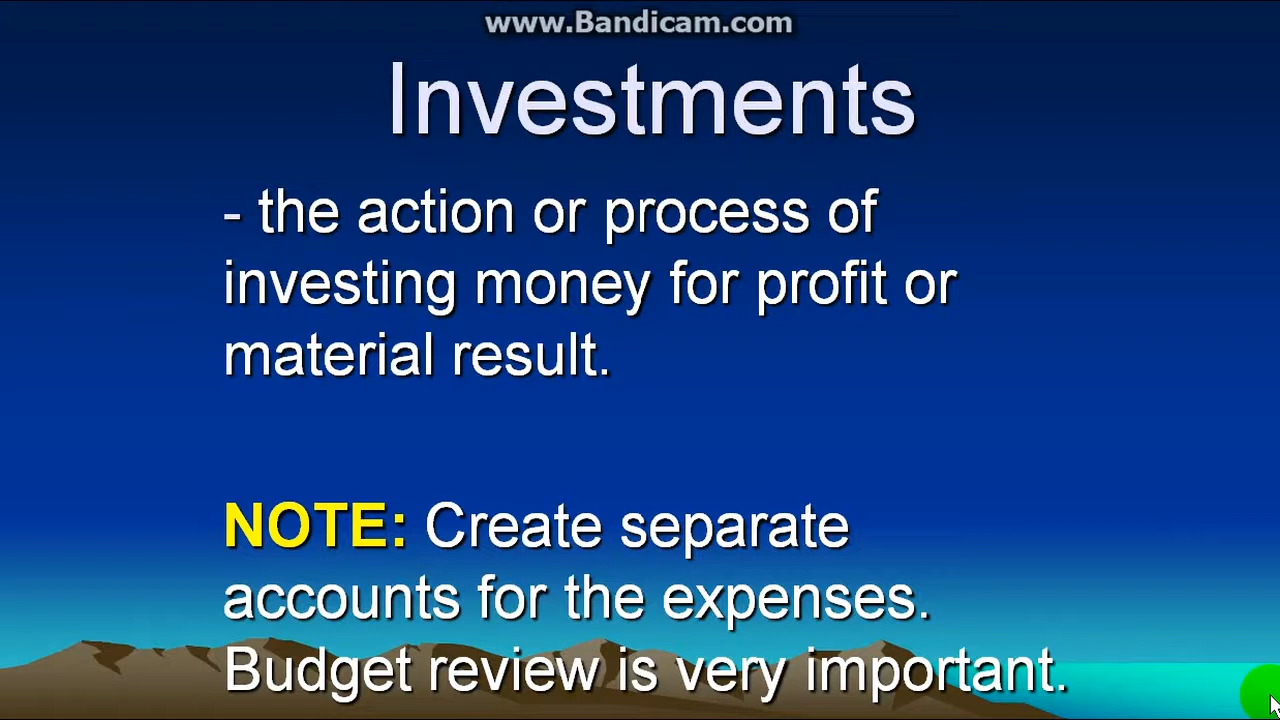 www.Bandicam.com
Investments
- the action or process of
investing money for profit or
material result.
NOTE: Create separate
accounts for the expenses.
Budget review is very important.